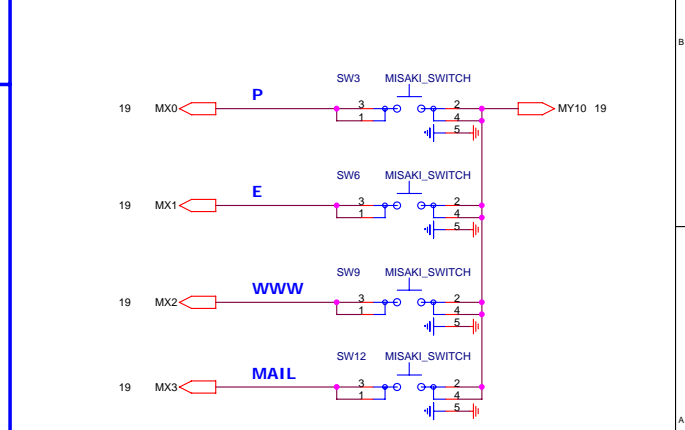 B
SW3 MISAKI_SWITCH
P
19 MX0 3 2 MY10 19
1 4
5
SW6 MISAKI_SWITCH
E
19 MX1 3 2
1 4
5
SW9 MISAKI_SWITCH
WWW
19 MX2 3 2
1 4
5
SW12 MISAKI_SWITCH
MAIL
19 MX3 3 2
1 4
5
A